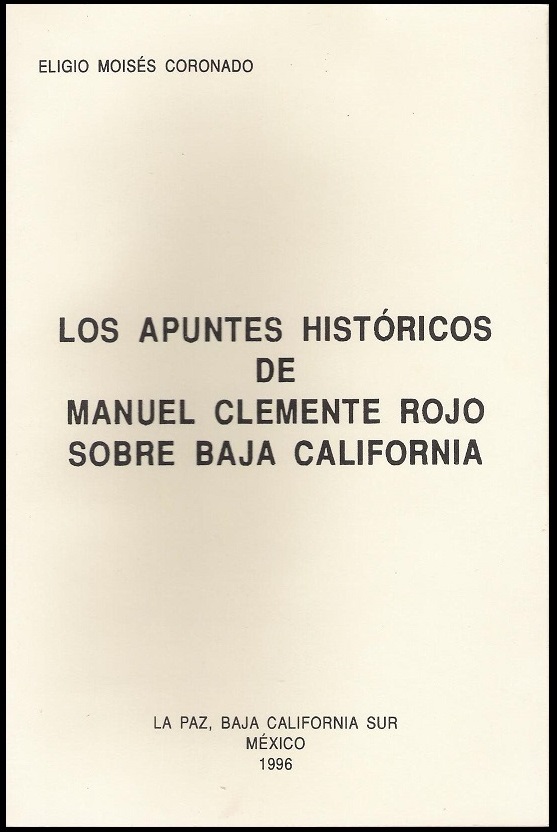 ELIGIO MOISÉS CORONADO
LOS APUNTES HISTÓRICOS
DE
MANUEL CLEMENTE ROJO
SOBRE BAJA CALIFORNIA
LA PAZ, BAJA CALIFORNIA SUR
MÉXICO
1996